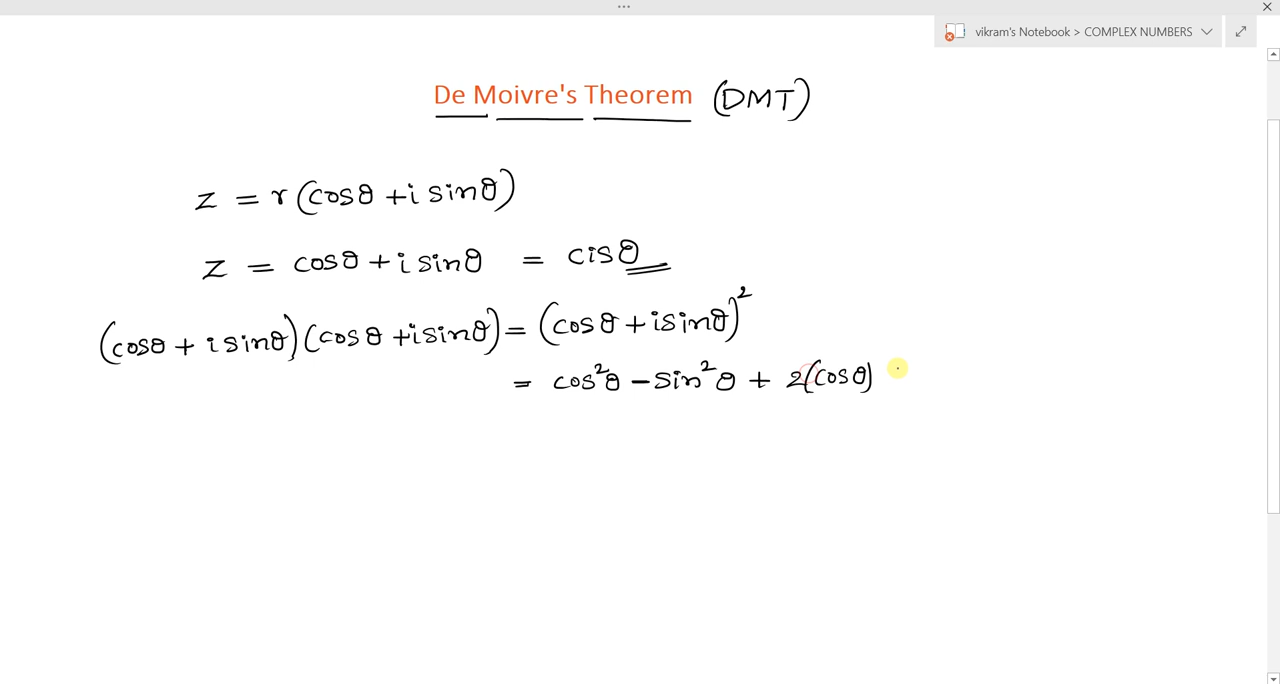 vikram's Notebook > COMPLEX NUMBERS
De Moivre's Theorem (DMT)
z = r(cosθ + i sinθ)
z = cosθ + i sinθ = cisθ
(cosθ + i sinθ)(cosθ + i sinθ) = (cosθ + i sinθ)²
= cos²θ − sin²θ + 2(cosθ)